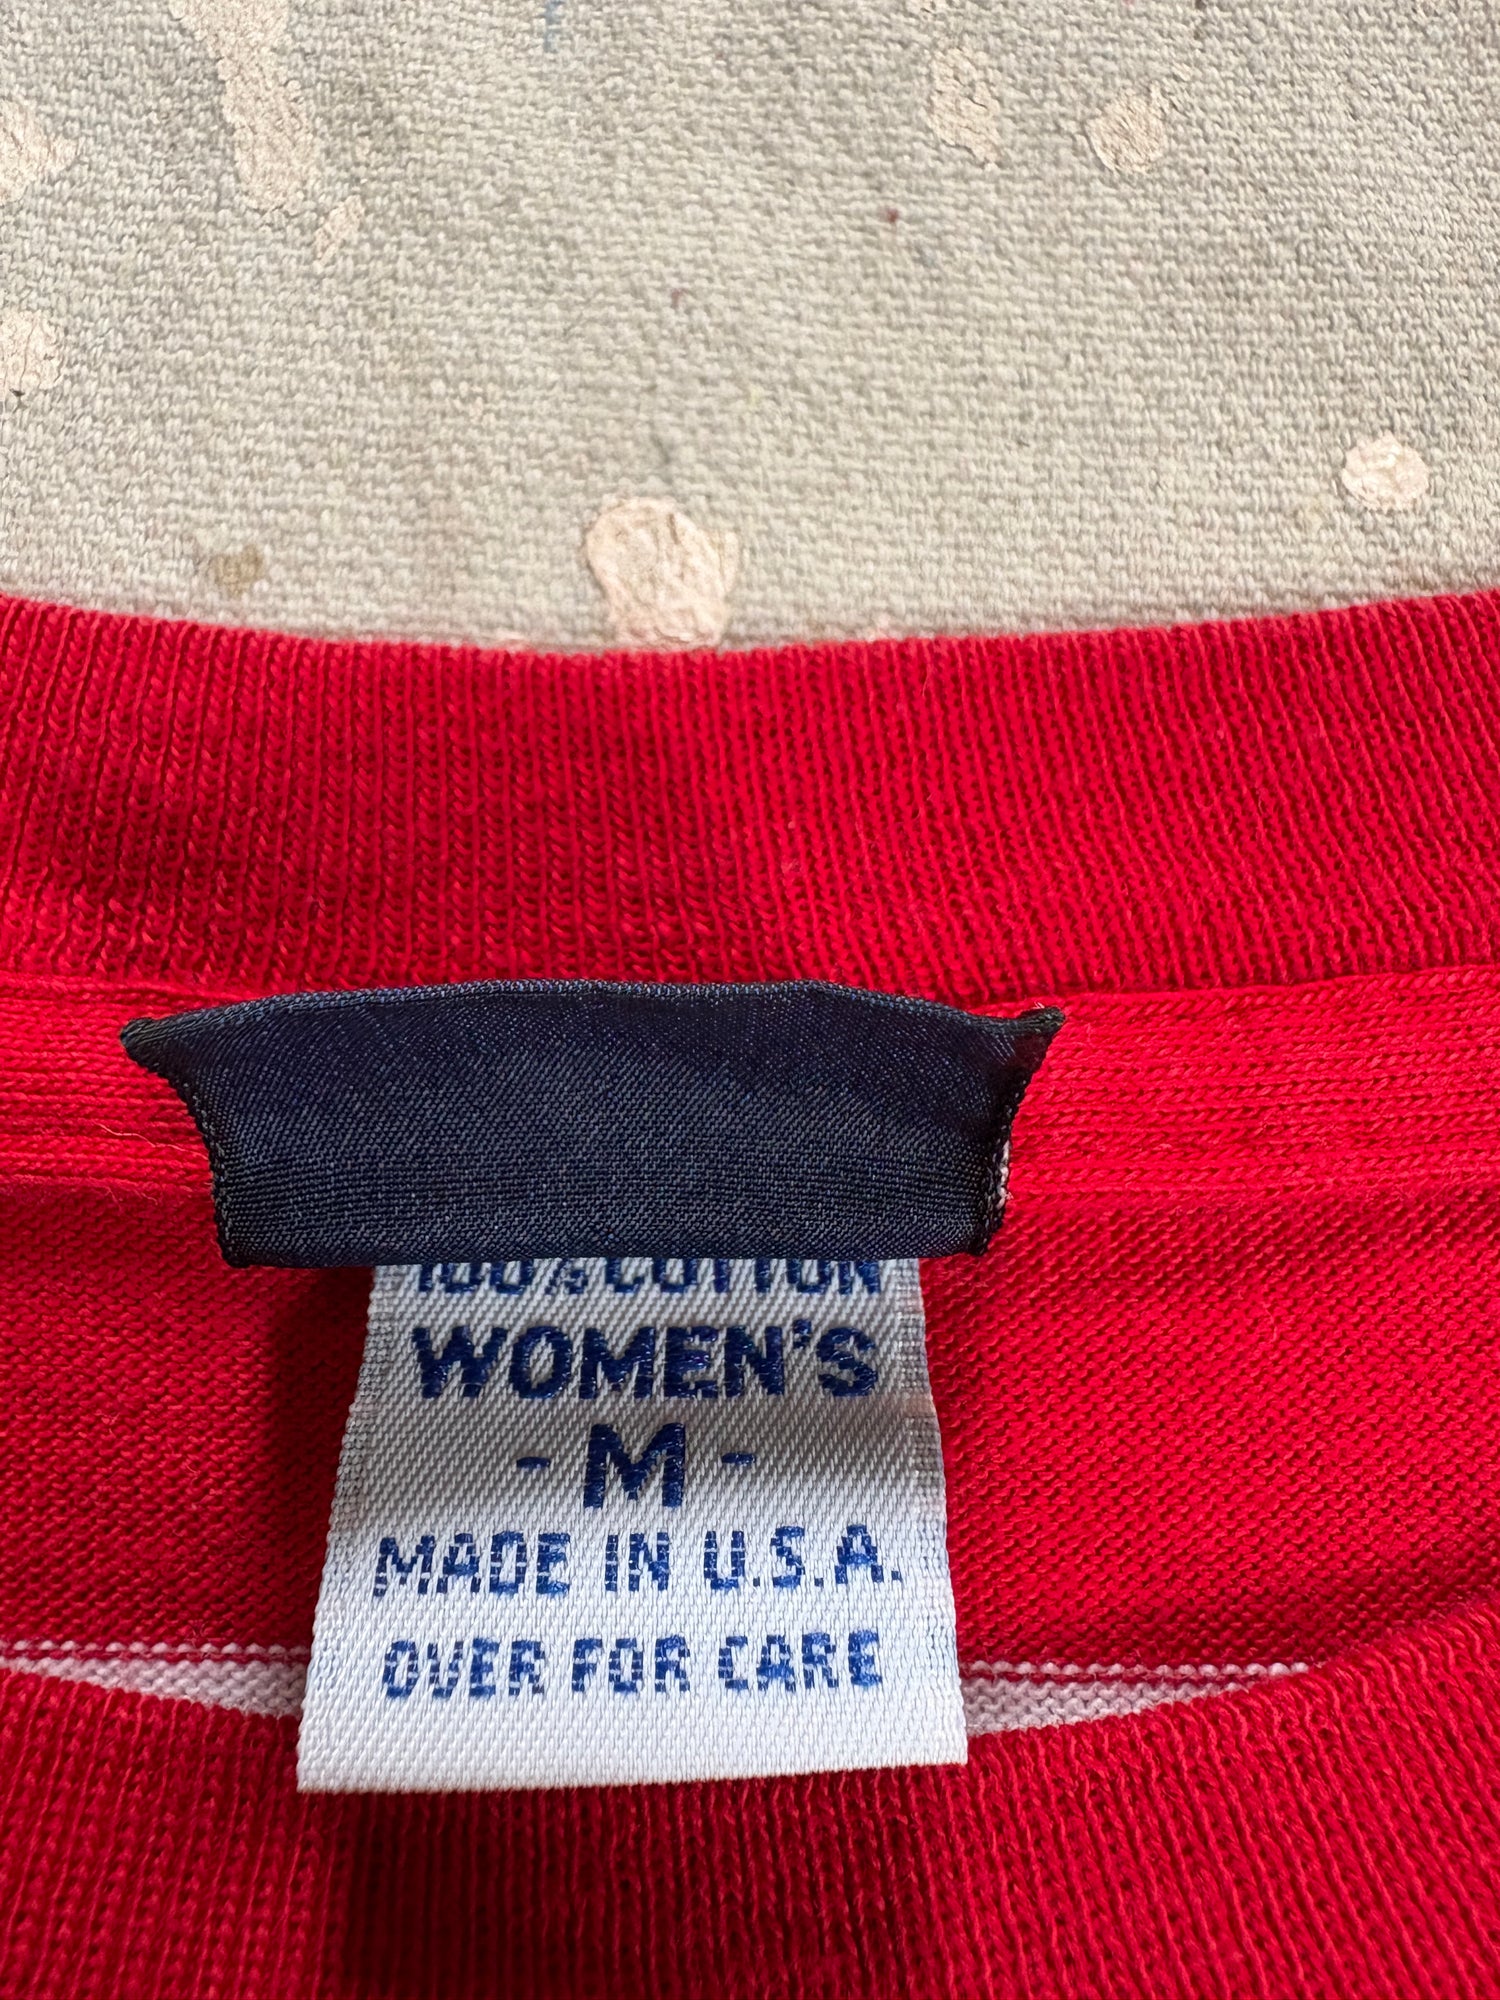 100% COTTON
WOMEN'S
- M -
MADE IN U.S.A.
OVER FOR CARE